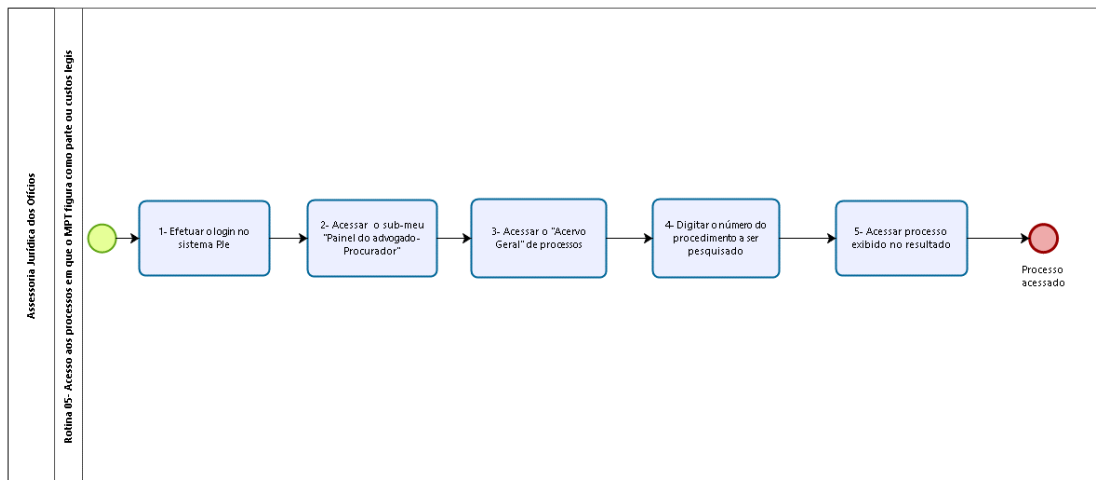 Assessoria Jurídica dos Ofícios
Rotina 05- Acesso aos processos em que o MPT figura como parte ou custos legis
1- Efetuar o login no
sistema PJe
2- Acessar o sub-meu
"Painel do advogado-
Procurador"
3- Acessar o "Acervo
Geral" de processos
4- Digitar o número do
procedimento a ser
pesquisado
5- Acessar processo
exibido no resultado
Processo
acessado